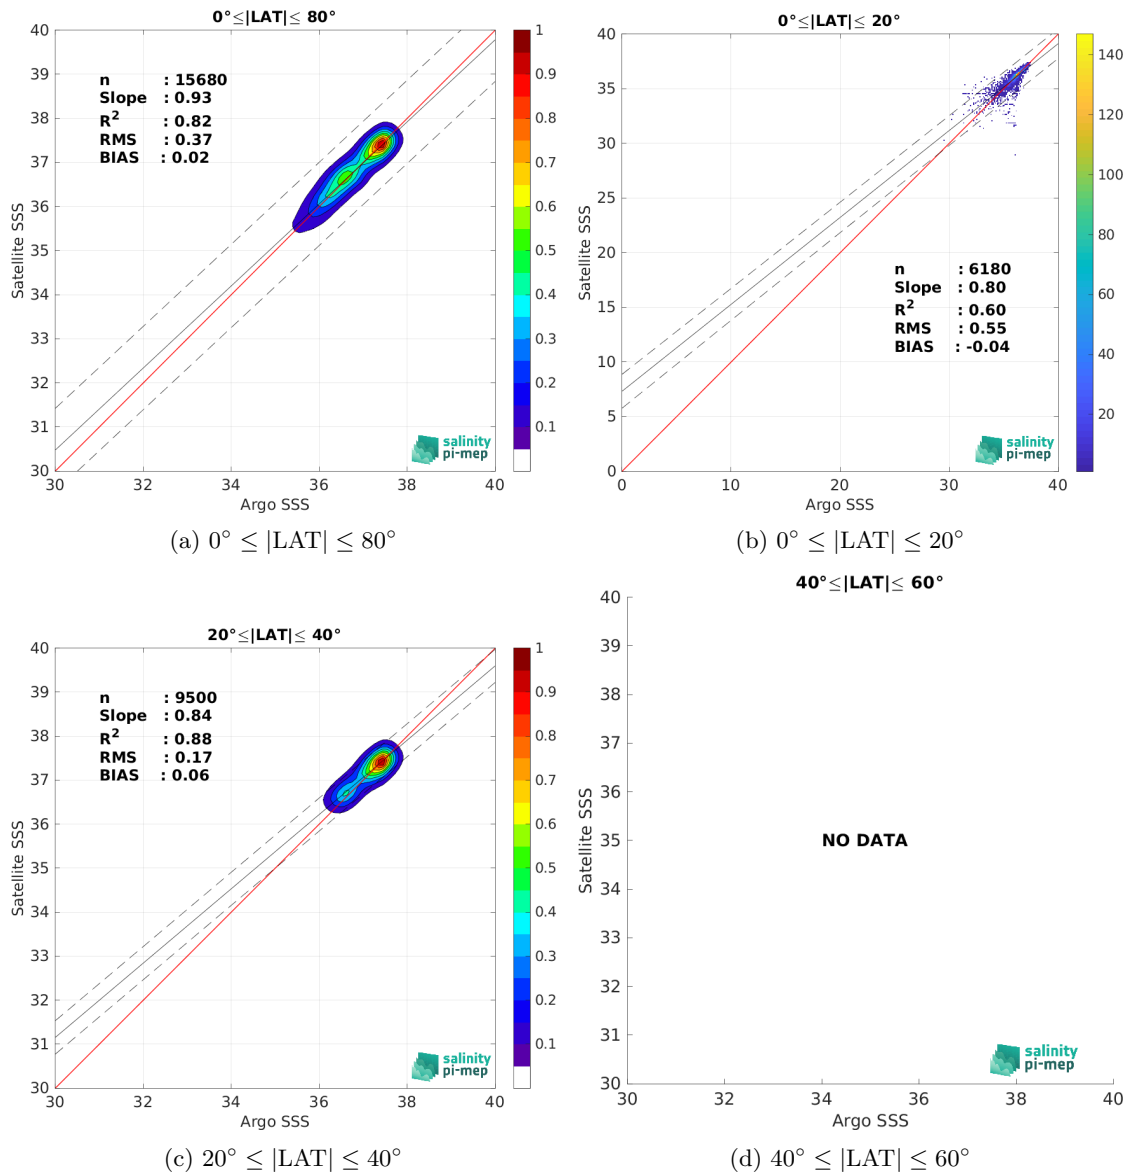 0°≤|LAT|≤ 80°
40
39
38
37
36
35
34
33
32
31
30
Satellite SSS
n : 15680
Slope : 0.93
R² : 0.82
RMS : 0.37
BIAS : 0.02
salinity
pi-mep
30 32 34 36 38 40
Argo SSS
1
0.9
0.8
0.7
0.6
0.5
0.4
0.3
0.2
0.1
(a) 0° ≤ |LAT| ≤ 80°
0°≤|LAT|≤ 20°
40
35
30
25
20
15
10
5
0
Satellite SSS
n : 6180
Slope : 0.80
R² : 0.60
RMS : 0.55
BIAS : -0.04
salinity
pi-mep
0 10 20 30 40
Argo SSS
140
120
100
80
60
40
20
(b) 0° ≤ |LAT| ≤ 20°
20°≤|LAT|≤ 40°
40
39
38
37
36
35
34
33
32
31
30
Satellite SSS
n : 9500
Slope : 0.84
R² : 0.88
RMS : 0.17
BIAS : 0.06
salinity
pi-mep
30 32 34 36 38 40
Argo SSS
1
0.9
0.8
0.7
0.6
0.5
0.4
0.3
0.2
0.1
(c) 20° ≤ |LAT| ≤ 40°
40°≤|LAT|≤ 60°
40
39
38
37
36
35
34
33
32
31
30
Satellite SSS
NO DATA
salinity
pi-mep
30 32 34 36 38 40
Argo SSS
(d) 40° ≤ |LAT| ≤ 60°